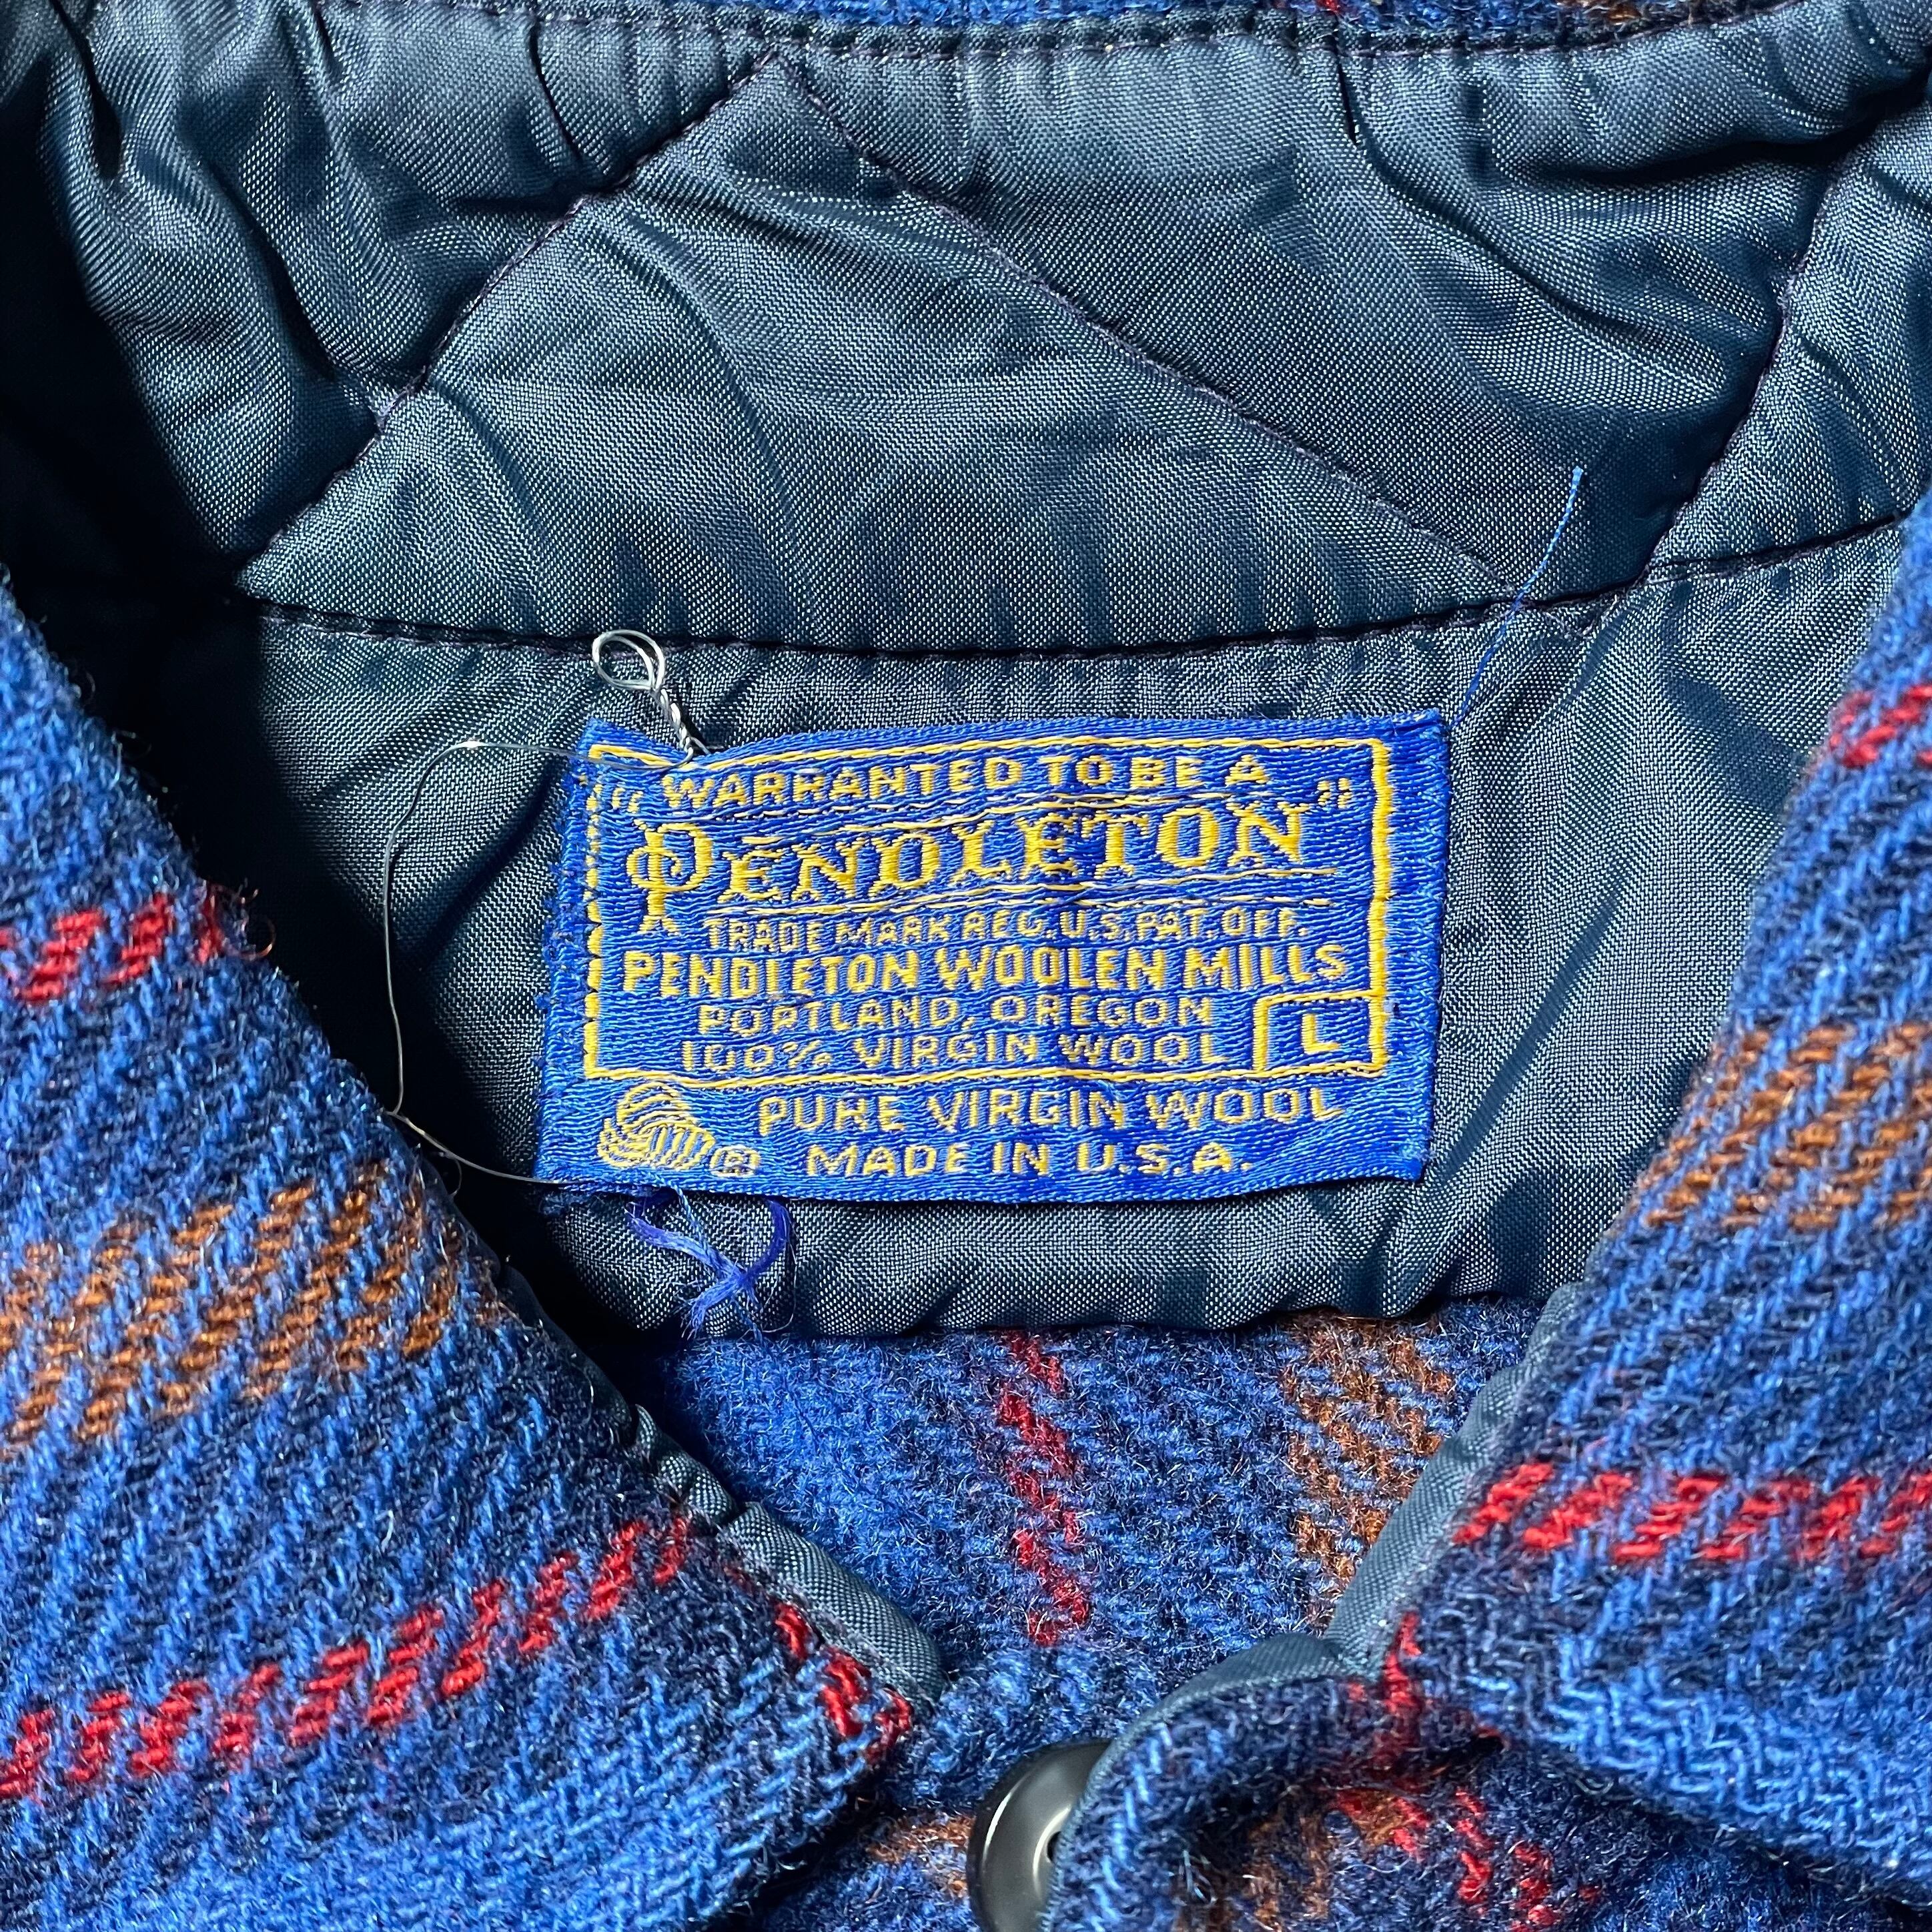 WARRANTED TO BE A
"PENDLETON"
TRADE MARK REG. U.S. PAT. OFF.
PENDLETON WOOLEN MILLS
PORTLAND, OREGON
100% VIRGIN WOOL L
PURE VIRGIN WOOL
® MADE IN U.S.A.